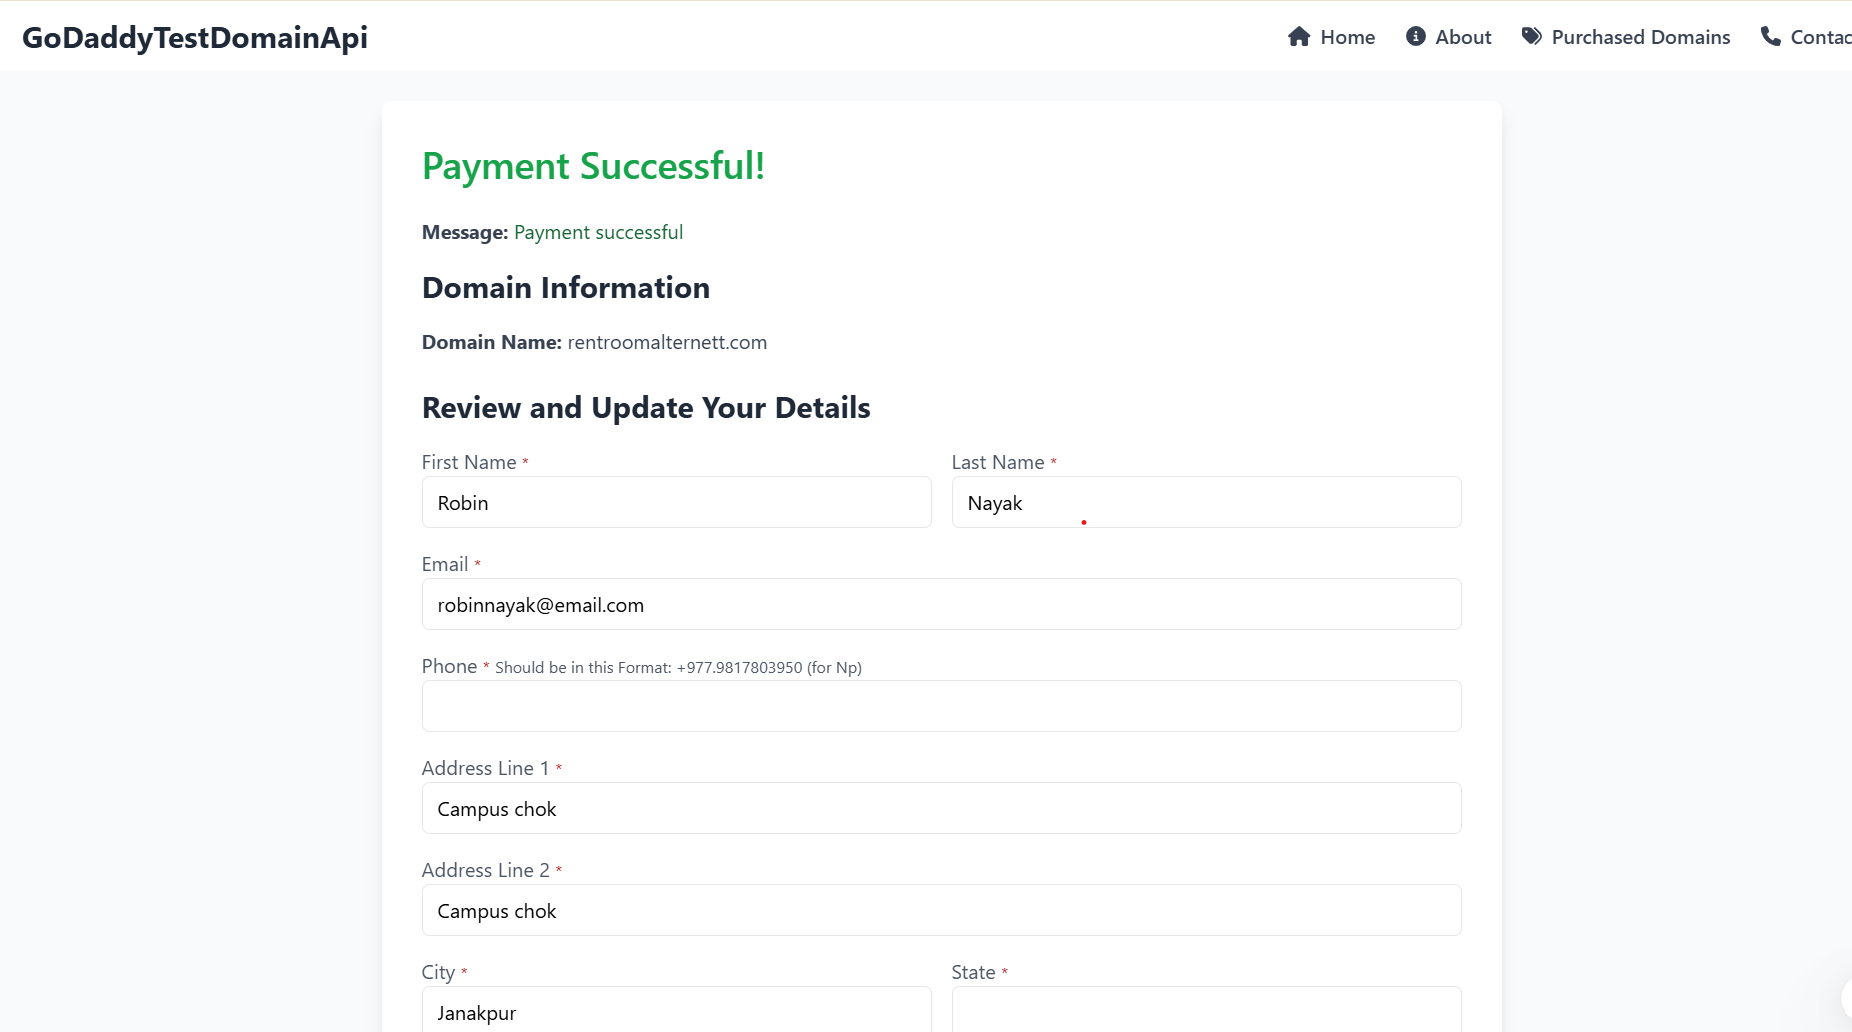 GoDaddyTestDomainApi
Home About Purchased Domains Contac
Payment Successful!
Message: Payment successful
Domain Information
Domain Name: rentroomalternett.com
Review and Update Your Details
First Name * Last Name *
Robin Nayak
Email *
robinnayak@email.com
Phone * Should be in this Format: +977.9817803950 (for Np)
Address Line 1 *
Campus chok
Address Line 2 *
Campus chok
City * State *
Janakpur